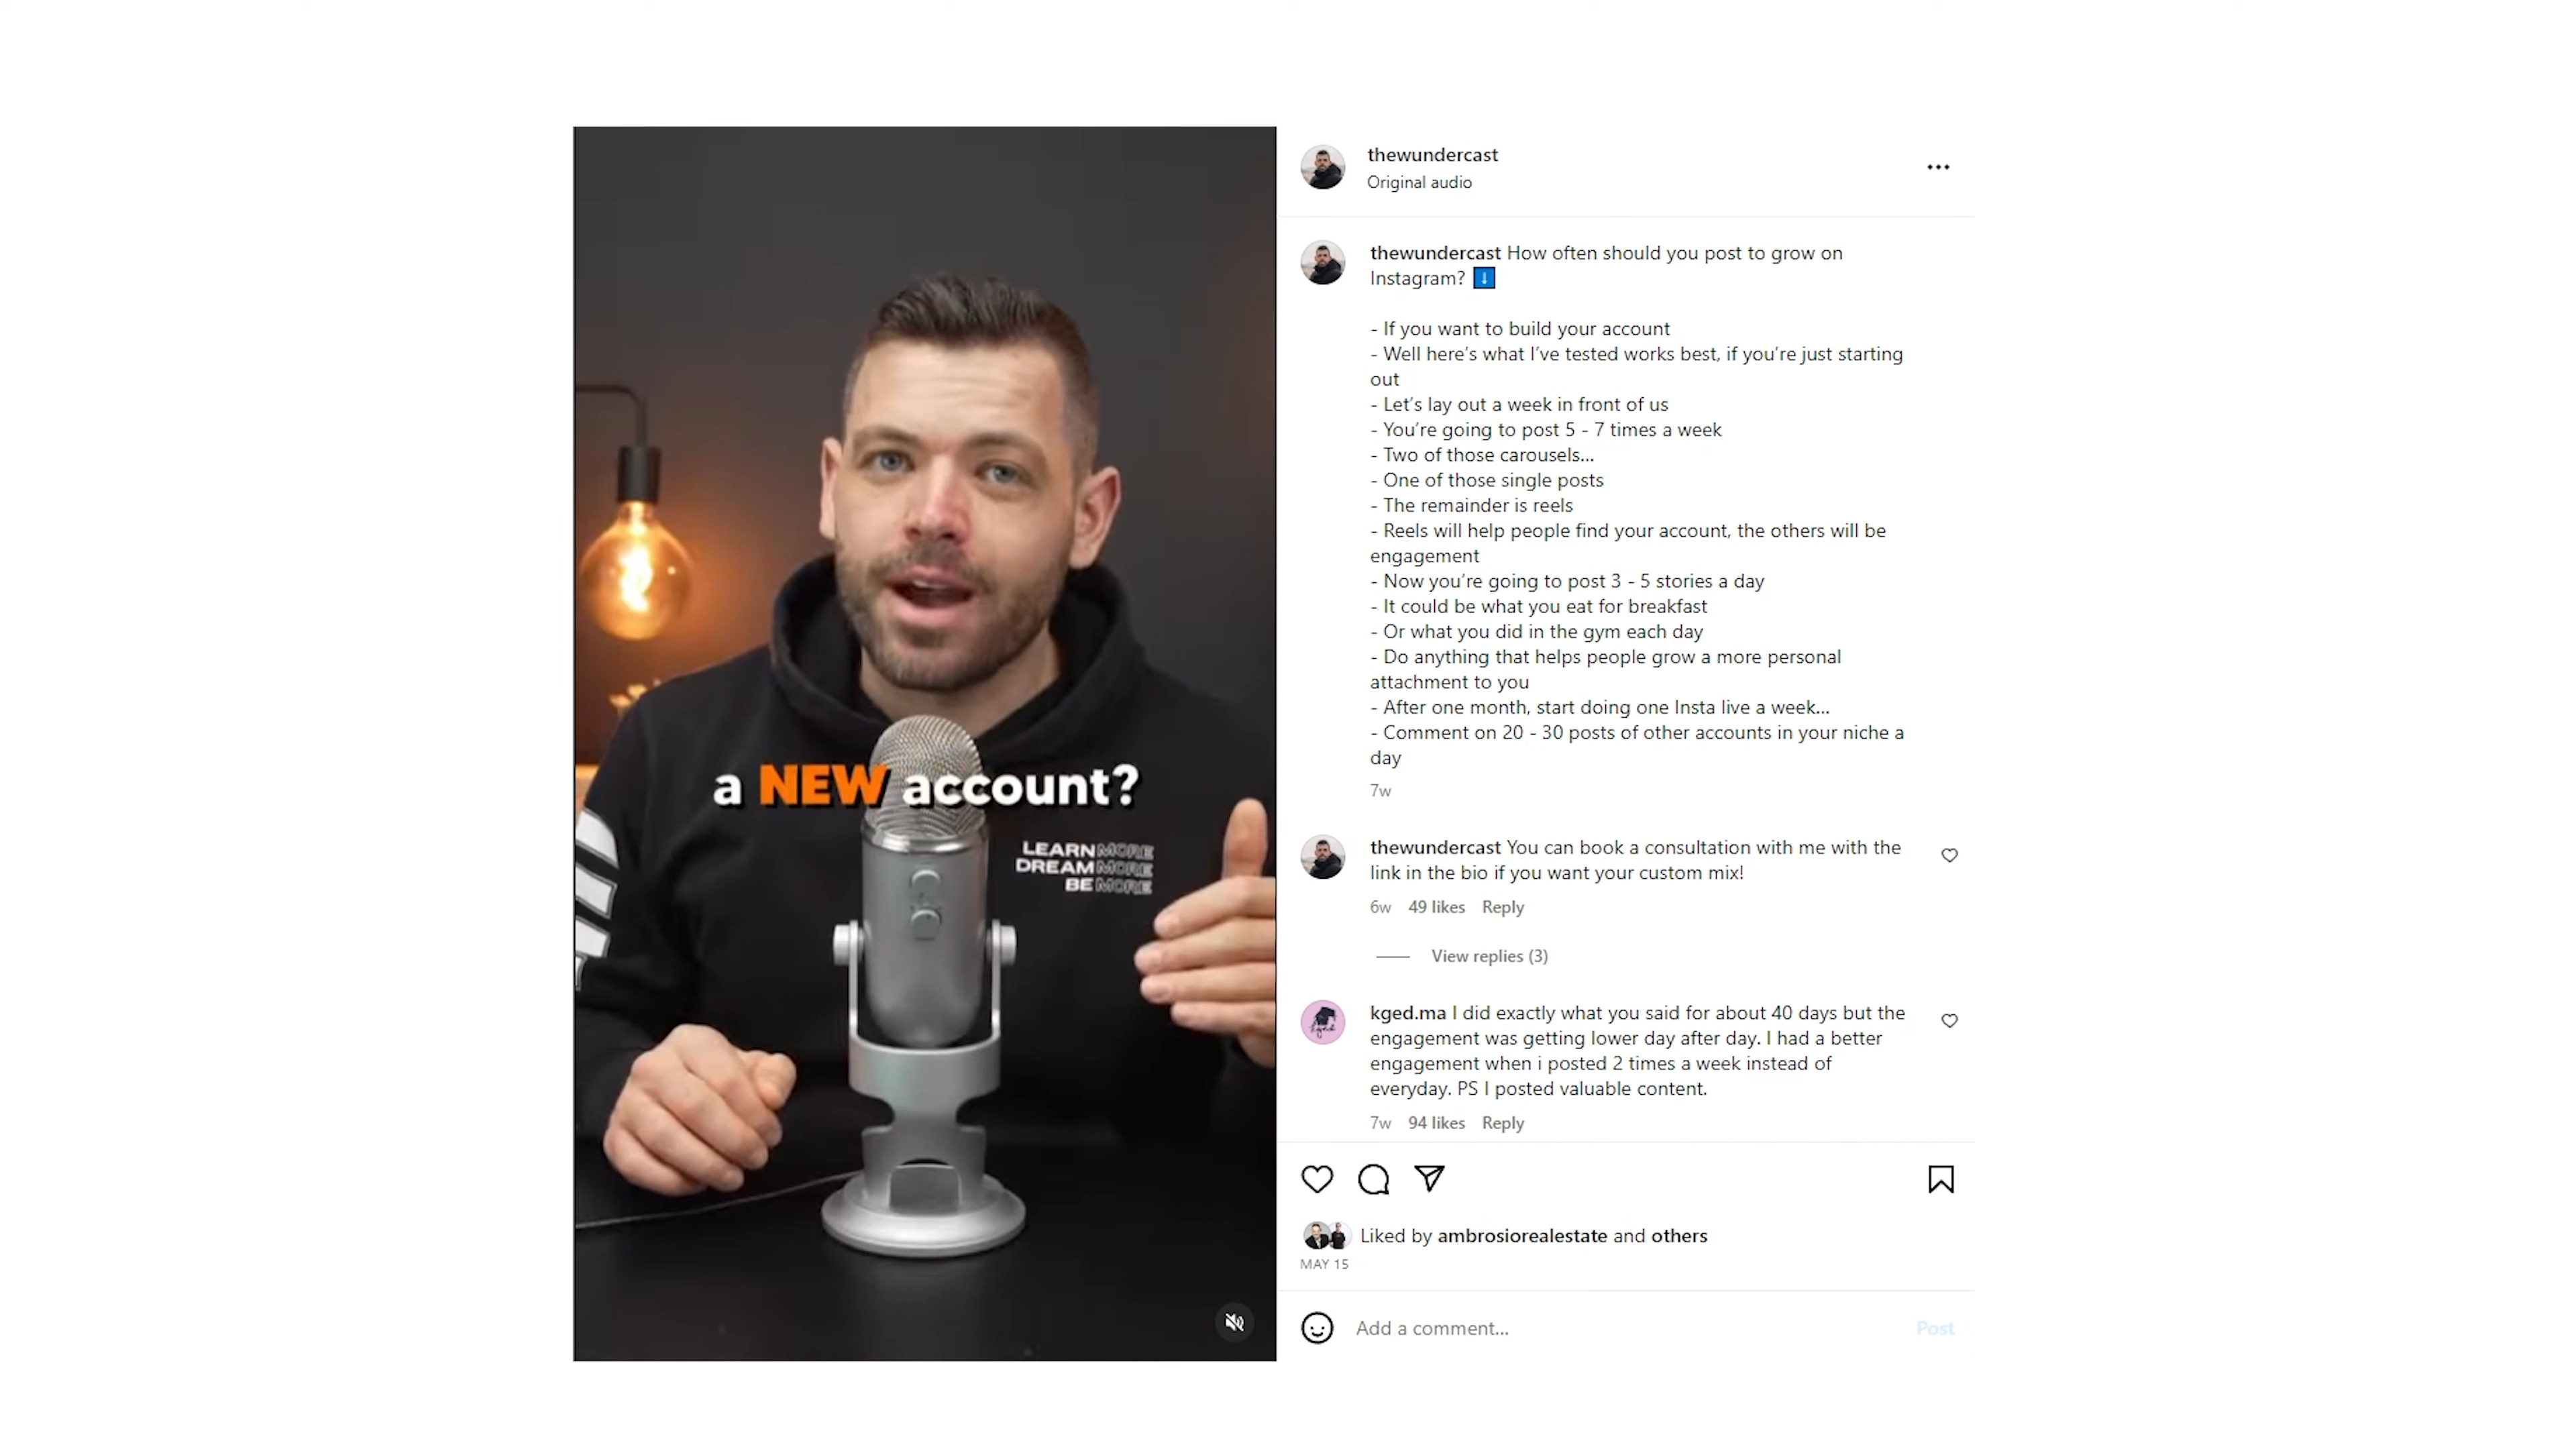 thewundercast
Original audio
thewundercast How often should you post to grow on
Instagram? ⬇️
- If you want to build your account
- Well here's what I've tested works best, if you're just starting
out
- Let's lay out a week in front of us
- You're going to post 5 - 7 times a week
- Two of those carousels...
- One of those single posts
- The remainder is reels
- Reels will help people find your account, the others will be
engagement
- Now you're going to post 3 - 5 stories a day
- It could be what you eat for breakfast
- Or what you did in the gym each day
- Do anything that helps people grow a more personal
attachment to you
- After one month, start doing one Insta live a week...
- Comment on 20 - 30 posts of other accounts in your niche a
day
7w
a NEW account?
LEARN MORE
DREAM MORE
BE MORE
thewundercast You can book a consultation with me with the
link in the bio if you want your custom mix!
6w 49 likes Reply
View replies (3)
kged.ma I did exactly what you said for about 40 days but the
engagement was getting lower day after day. I had a better
engagement when i posted 2 times a week instead of
everyday. PS I posted valuable content.
7w 94 likes Reply
Liked by ambrosiorealestate and others
MAY 15
Add a comment...
Post